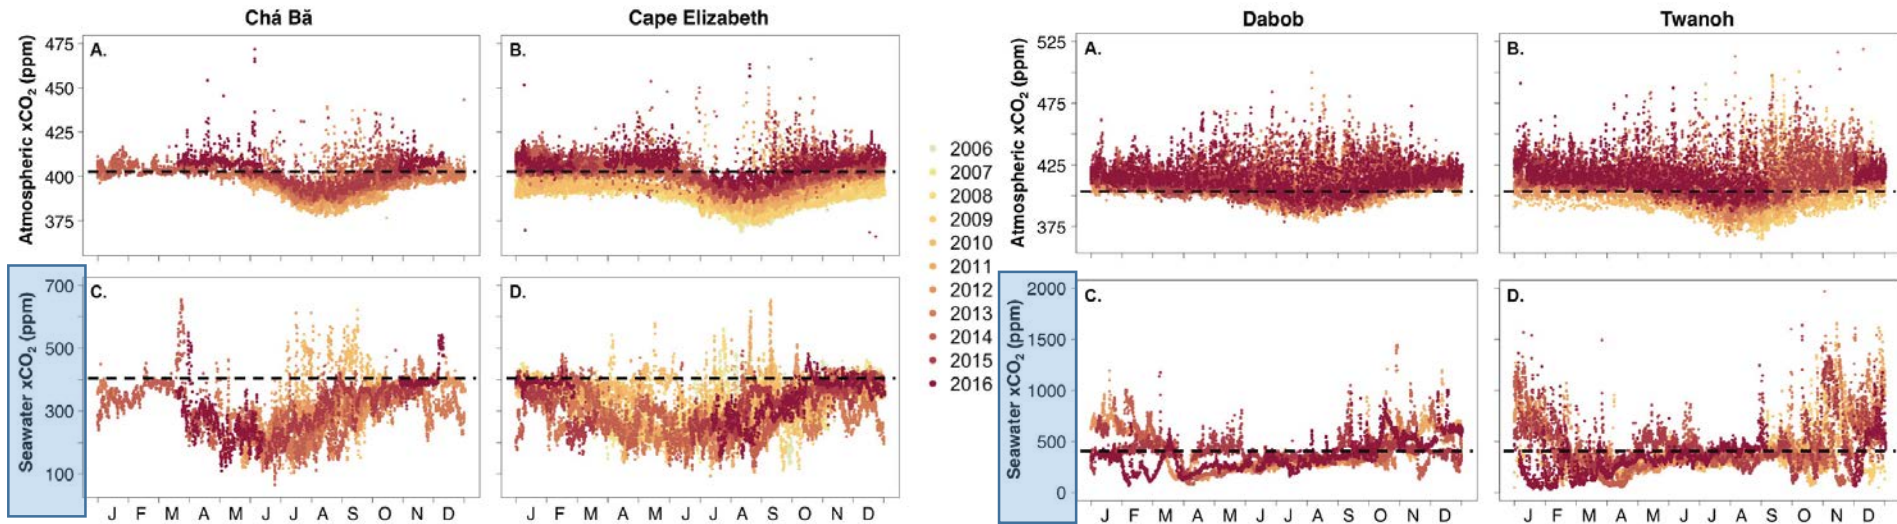 Chá Bă
Cape Elizabeth
Dabob
Twanoh
A.
B.
Atmospheric xCO₂ (ppm)
475
450
425
400
375
C.
D.
Seawater xCO₂ (ppm)
700
500
300
100
J F M A M J J A S O N D
J F M A M J J A S O N D
2006
2007
2008
2009
2010
2011
2012
2013
2014
2015
2016
A.
B.
Atmospheric xCO₂ (ppm)
525
475
425
375
C.
D.
Seawater xCO₂ (ppm)
2000
1500
1000
500
0
J F M A M J J A S O N D
J F M A M J J A S O N D